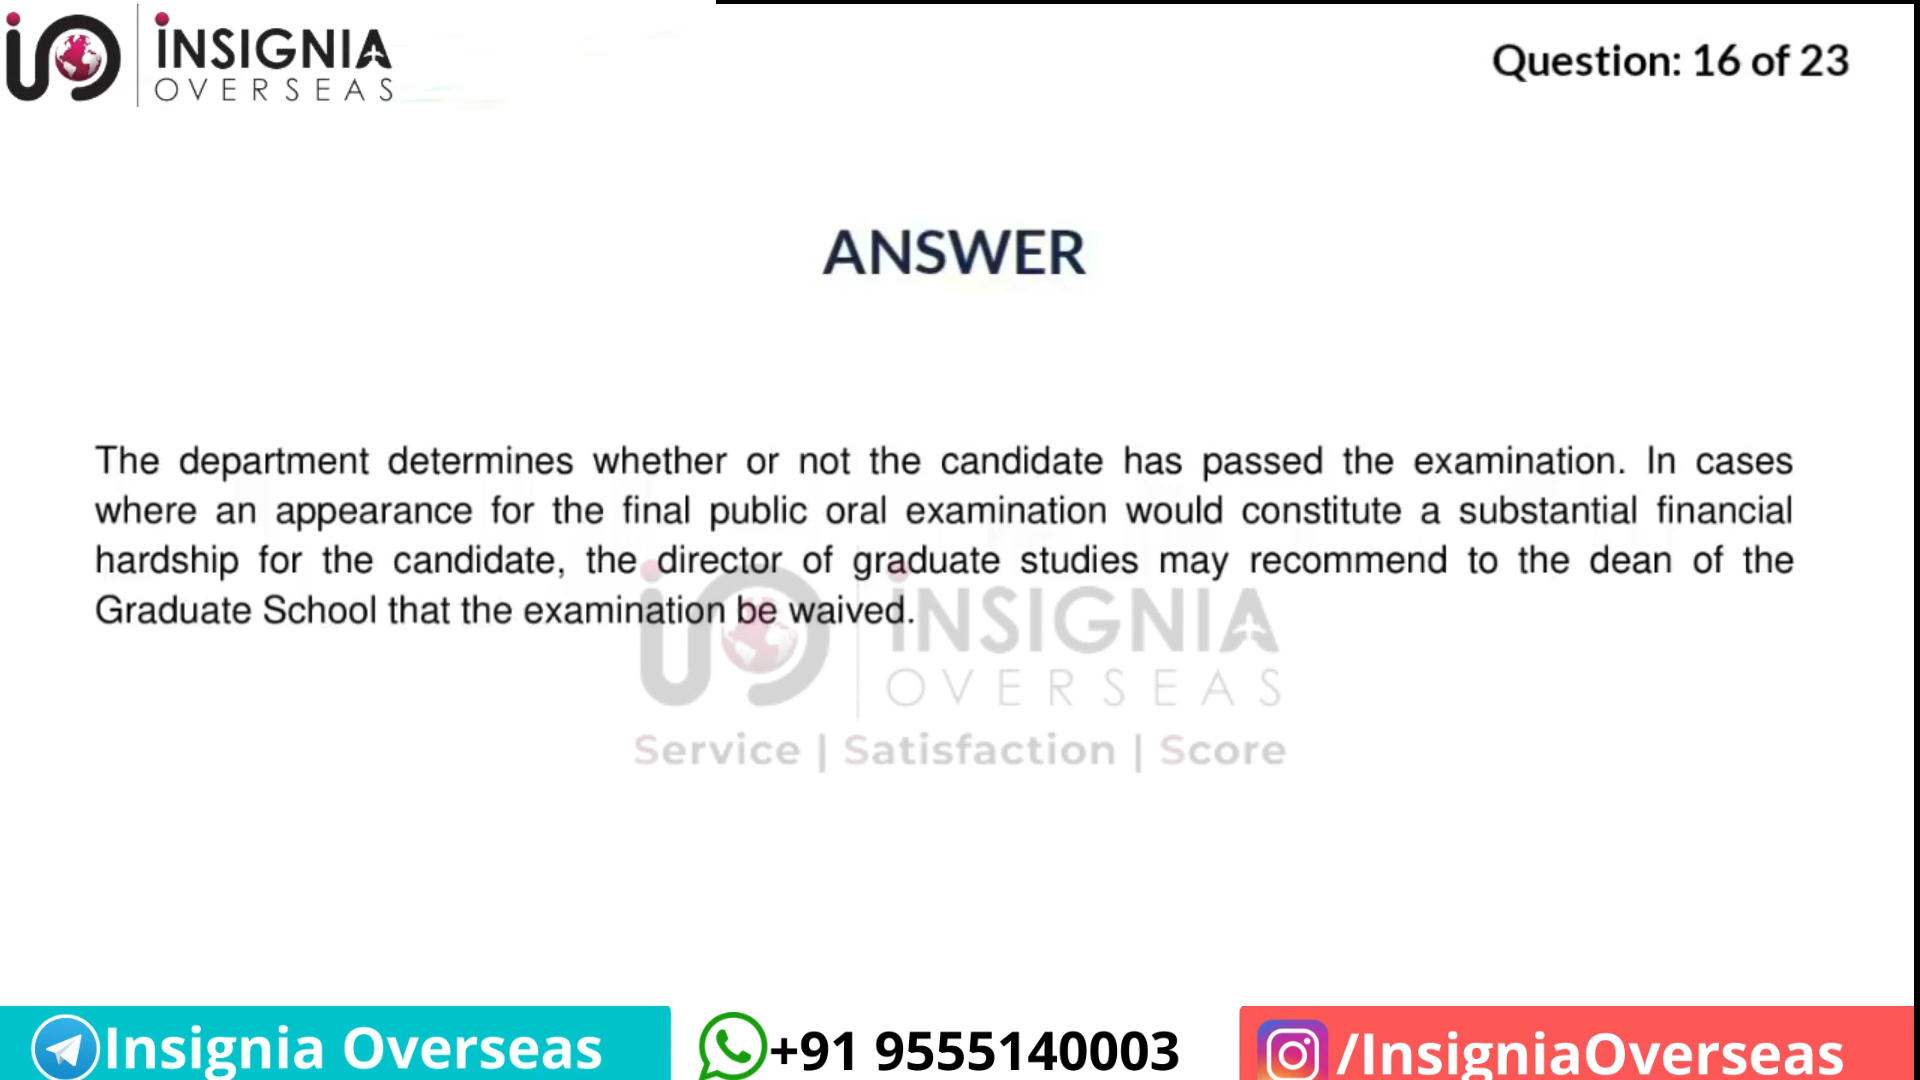 INSIGNIA
OVERSEAS
Question: 16 of 23
ANSWER
The department determines whether or not the candidate has passed the examination. In cases
where an appearance for the final public oral examination would constitute a substantial financial
hardship for the candidate, the director of graduate studies may recommend to the dean of the
Graduate School that the examination be waived.
INSIGNIA
OVERSEAS
Service | Satisfaction | Score
Insignia Overseas
+91 9555140003
/InsigniaOverseas